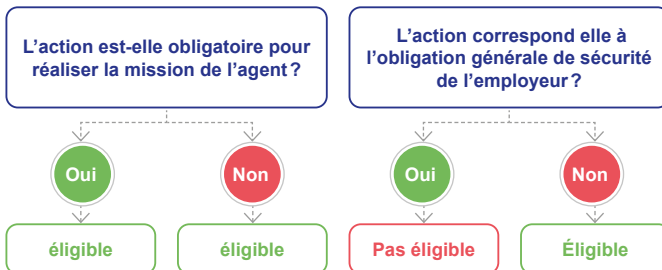 L’action est-elle obligatoire pour
réaliser la mission de l’agent ?
L’action correspond elle à
l’obligation générale de sécurité
de l’employeur ?
Oui
Non
Oui
Non
éligible
éligible
Pas éligible
Éligible